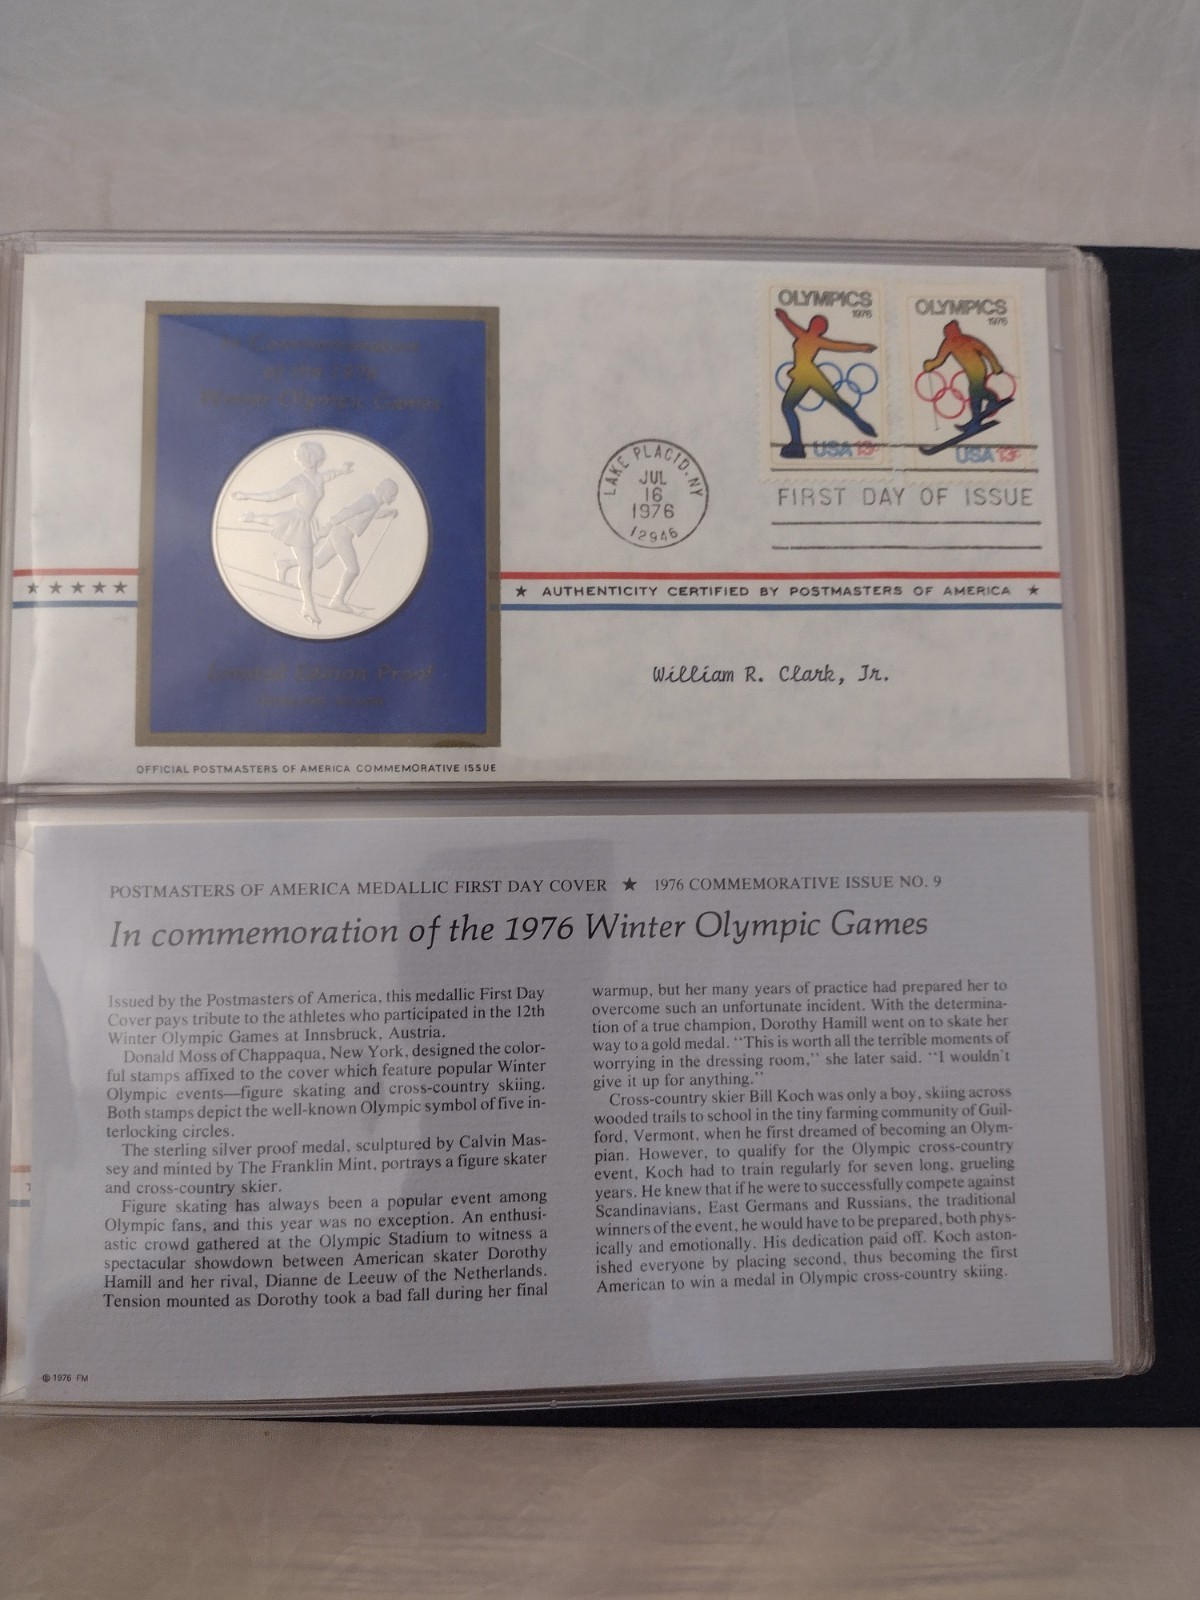 In Commemoration
of the 1976
Winter Olympic Games
Limited Edition Proof
OLYMPICS
1976
USA 13c
OLYMPICS
1976
USA 13c
LAKE PLACID, NY
JUL
16
1976
12946
FIRST DAY OF ISSUE
★ ★ ★ ★ ★
★ AUTHENTICITY CERTIFIED BY POSTMASTERS OF AMERICA ★
William R. Clark, Jr.
OFFICIAL POSTMASTERS OF AMERICA COMMEMORATIVE ISSUE
POSTMASTERS OF AMERICA MEDALLIC FIRST DAY COVER ★ 1976 COMMEMORATIVE ISSUE NO. 9
In commemoration of the 1976 Winter Olympic Games
Issued by the Postmasters of America, this medallic First Day
Cover pays tribute to the athletes who participated in the 12th
Winter Olympic Games at Innsbruck, Austria.
Donald Moss of Chappaqua, New York, designed the color-
ful stamps affixed to the cover which feature popular Winter
Olympic events—figure skating and cross-country skiing.
Both stamps depict the well-known Olympic symbol of five in-
terlocking circles.
The sterling silver proof medal, sculptured by Calvin Mas-
sey and minted by The Franklin Mint, portrays a figure skater
and cross-country skier.
Figure skating has always been a popular event among
Olympic fans, and this year was no exception. An enthusi-
astic crowd gathered at the Olympic Stadium to witness a
spectacular showdown between American skater Dorothy
Hamill and her rival, Dianne de Leeuw of the Netherlands.
Tension mounted as Dorothy took a bad fall during her final
warmup, but her many years of practice had prepared her to
overcome such an unfortunate incident. With the determina-
tion of a true champion, Dorothy Hamill went on to skate her
way to a gold medal. “This is worth all the terrible moments of
worrying in the dressing room,” she later said. “I wouldn't
give it up for anything.”
Cross-country skier Bill Koch was only a boy, skiing across
wooded trails to school in the tiny farming community of Guil-
ford, Vermont, when he first dreamed of becoming an Olym-
pian. However, to qualify for the Olympic cross-country
event, Koch had to train regularly for seven long, grueling
years. He knew that if he were to successfully compete against
Scandinavians, East Germans and Russians, the traditional
winners of the event, he would have to be prepared, both phys-
ically and emotionally. His dedication paid off. Koch aston-
ished everyone by placing second, thus becoming the first
American to win a medal in Olympic cross-country skiing.
© 1976 FM